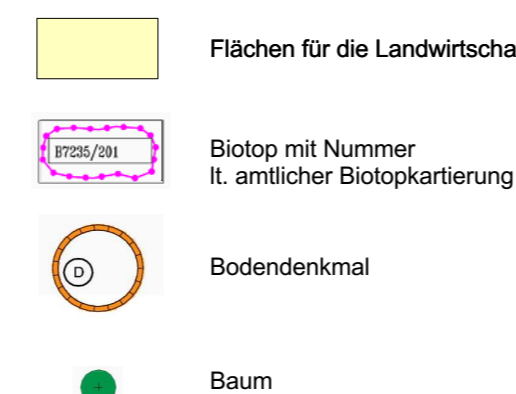 Flächen für die Landwirtscha
B7235/201
Biotop mit Nummer
lt. amtlicher Biotopkartierung
D
Bodendenkmal
Baum